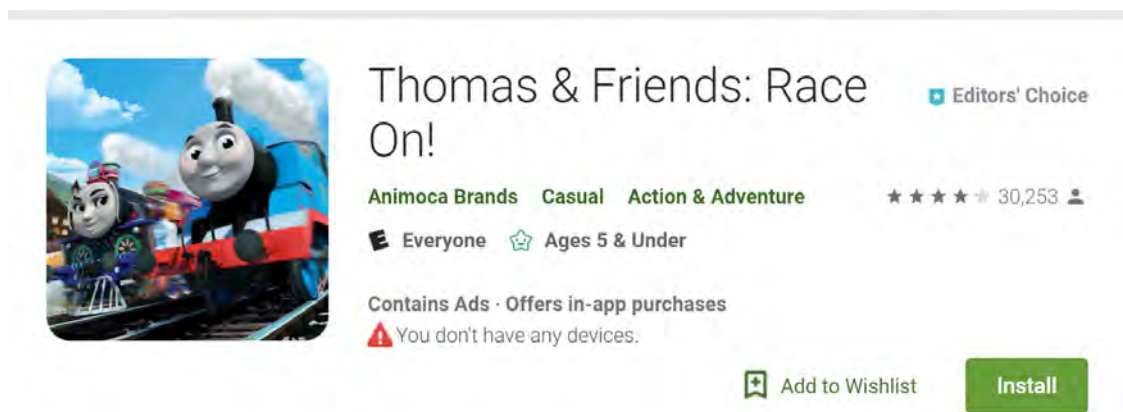 Thomas & Friends: Race
On!
Editors' Choice
Animoca Brands Casual Action & Adventure
30,253
E Everyone Ages 5 & Under
Contains Ads · Offers in-app purchases
You don't have any devices.
Add to Wishlist
Install